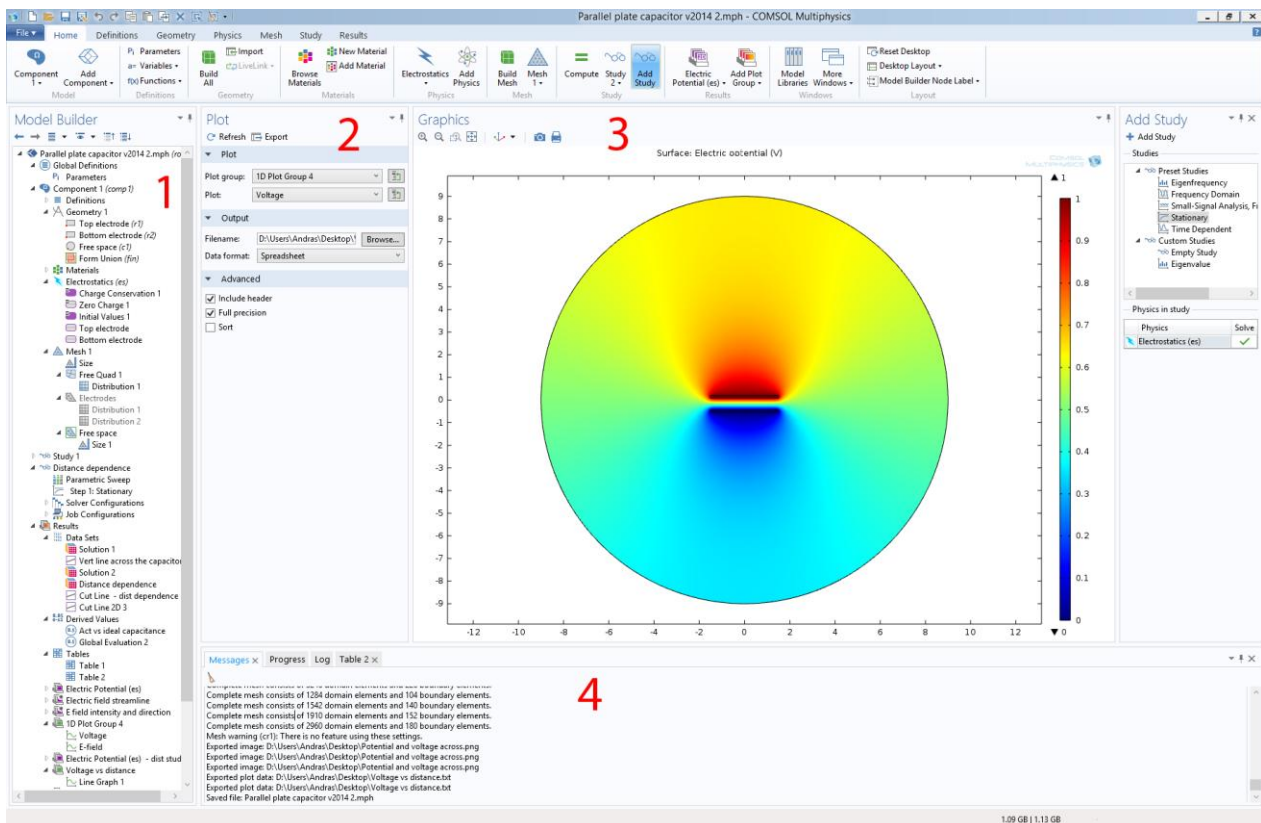 Parallel plate capacitor v2014 2.mph - COMSOL Multiphysics
File Home Definitions Geometry Physics Mesh Study Results
Component 1 Add Component
Model
Pi Parameters
a= Variables
f(x) Functions
Definitions
Build All
Import
LiveLink
Geometry
Browse Materials
New Material
Add Material
Materials
Electrostatics Add Physics
Physics
Build Mesh Mesh 1
Mesh
Compute Study 2 Add Study
Study
Electric Potential (es) Add Plot Group
Results
Model Libraries More Windows
Windows
Reset Desktop
Desktop Layout
Model Builder Node Label
Layout
Model Builder
1
Parallel plate capacitor v2014 2.mph (ro
Global Definitions
Pi Parameters
Component 1 (comp1)
Definitions
Geometry 1
Top electrode (r1)
Bottom electrode (r2)
Free space (c1)
Form Union (fin)
Materials
Electrostatics (es)
Charge Conservation 1
Zero Charge 1
Initial Values 1
Top electrode
Bottom electrode
Mesh 1
Size
Free Quad 1
Distribution 1
Electrodes
Distribution 1
Distribution 2
Free space
Size 1
Study 1
Distance dependence
Parametric Sweep
Step 1: Stationary
Solver Configurations
Job Configurations
Results
Data Sets
Solution 1
Vert line across the capacitor
Solution 2
Distance dependence
Cut Line - dist dependence
Cut Line 2D 3
Derived Values
Act vs ideal capacitance
Global Evaluation 2
Tables
Table 1
Table 2
Electric Potential (es)
Electric field streamline
E field intensity and direction
1D Plot Group 4
Voltage
E-field
Electric Potential (es) - dist stud
Voltage vs distance
Line Graph 1
Plot
2
Refresh Export
Plot
Plot group: 1D Plot Group 4
Plot: Voltage
Output
Filename: D:\Users\Andras\Desktop\ Browse...
Data format: Spreadsheet
Advanced
Include header
Full precision
Sort
Graphics
3
Surface: Electric potential (V)
COMSOL
MULTIPHYSICS
9
8
7
6
5
4
3
2
1
0
-1
-2
-3
-4
-5
-6
-7
-8
-9
-12 -10 -8 -6 -4 -2 0 2 4 6 8 10 12
▲ 1
1
0.9
0.8
0.7
0.6
0.5
0.4
0.3
0.2
0.1
0
▼ 0
Add Study
Add Study
Studies
Preset Studies
Eigenfrequency
Frequency Domain
Small-Signal Analysis, Fr
Stationary
Time Dependent
Custom Studies
Empty Study
Eigenvalue
Physics in study
Physics Solve
Electrostatics (es)
Messages Progress Log Table 2
4
Complete mesh consists of 1284 domain elements and 104 boundary elements.
Complete mesh consists of 1542 domain elements and 140 boundary elements.
Complete mesh consists of 1910 domain elements and 152 boundary elements.
Complete mesh consists of 2960 domain elements and 180 boundary elements.
Mesh warning (cr1): There is no feature using these settings.
Exported image: D:\Users\Andras\Desktop\Potential and voltage across.png
Exported image: D:\Users\Andras\Desktop\Potential and voltage across.png
Exported image: D:\Users\Andras\Desktop\Potential and voltage across.png
Exported plot data: D:\Users\Andras\Desktop\Voltage vs distance.txt
Exported plot data: D:\Users\Andras\Desktop\Voltage vs distance.txt
Saved file: Parallel plate capacitor v2014 2.mph
1.09 GB | 1.13 GB